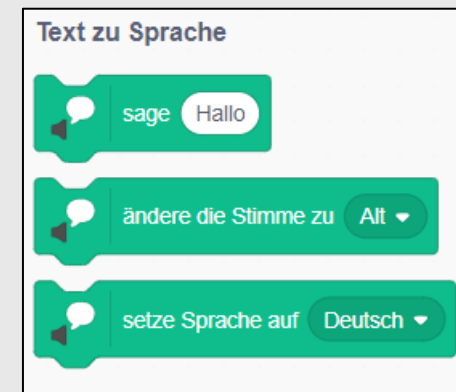 Text zu Sprache
sage Hallo
ändere die Stimme zu Alt
setze Sprache auf Deutsch